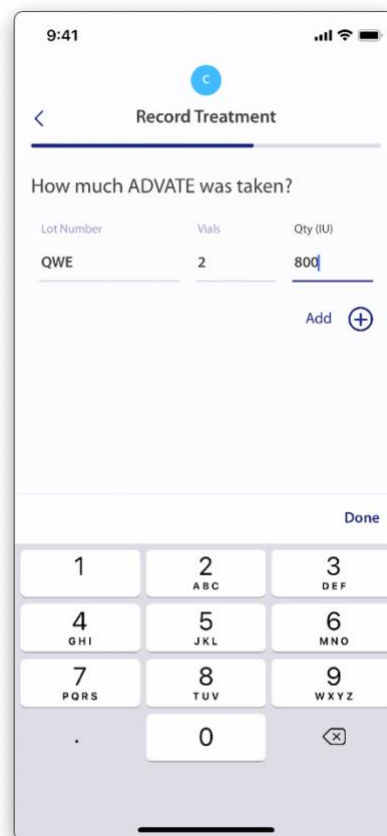 9:41
C
Record Treatment
How much ADVATE was taken?
Lot Number Vials Qty (IU)
QWE 2 800
Add
Done
1 2 3
ABC DEF
4 5 6
GHI JKL MNO
7 8 9
PQRS TUV WXYZ
. 0